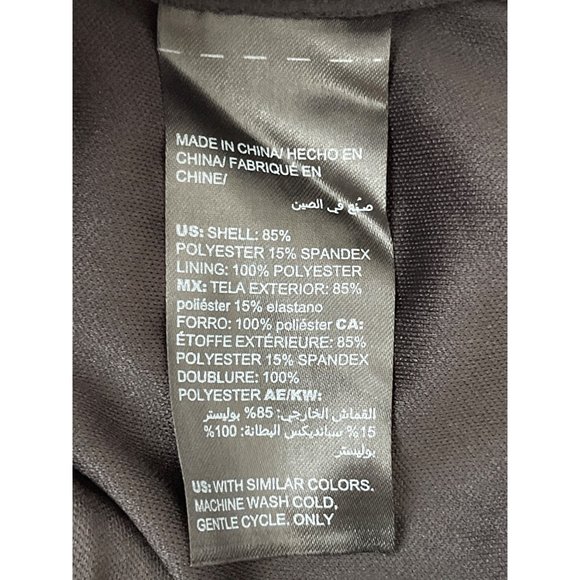 MADE IN CHINA/ HECHO EN
CHINA/ FABRIQUÉ EN
CHINE/
صنع في الصين
US: SHELL: 85%
POLYESTER 15% SPANDEX
LINING: 100% POLYESTER
MX: TELA EXTERIOR: 85%
poliéster 15% elastano
FORRO: 100% poliéster CA:
ÉTOFFE EXTÉRIEURE: 85%
POLYESTER 15% SPANDEX
DOUBLURE: 100%
POLYESTER AE/KW:
القماش الخارجي: 85% بوليستر
15% سبانديكس البطانة: 100%
بوليستر
US: WITH SIMILAR COLORS.
MACHINE WASH COLD,
GENTLE CYCLE. ONLY